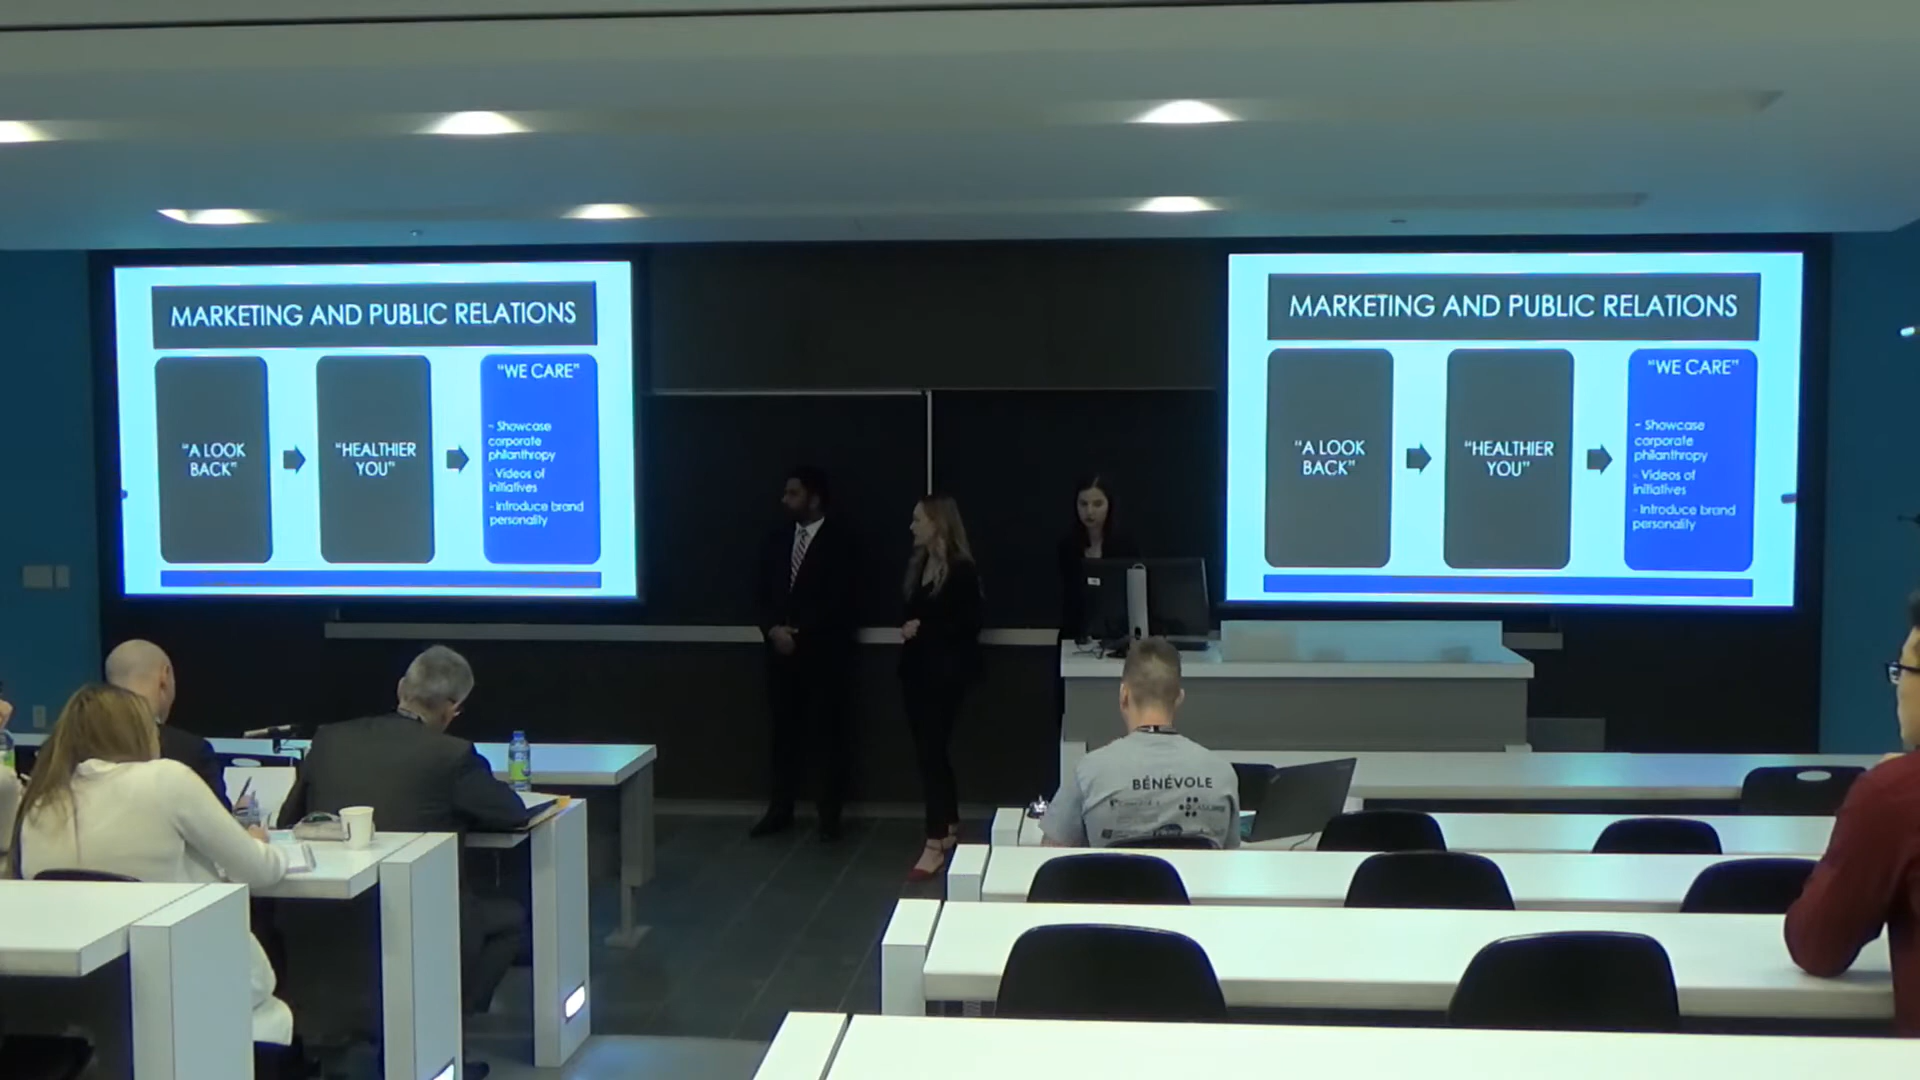 MARKETING AND PUBLIC RELATIONS
"A LOOK
BACK"
"HEALTHIER
YOU"
"WE CARE"
- Showcase
corporate
philanthropy
- Videos of
initiatives
- Introduce brand
personality
MARKETING AND PUBLIC RELATIONS
"A LOOK
BACK"
"HEALTHIER
YOU"
"WE CARE"
- Showcase
corporate
philanthropy
- Videos of
initiatives
- Introduce brand
personality
BÉNÉVOLE